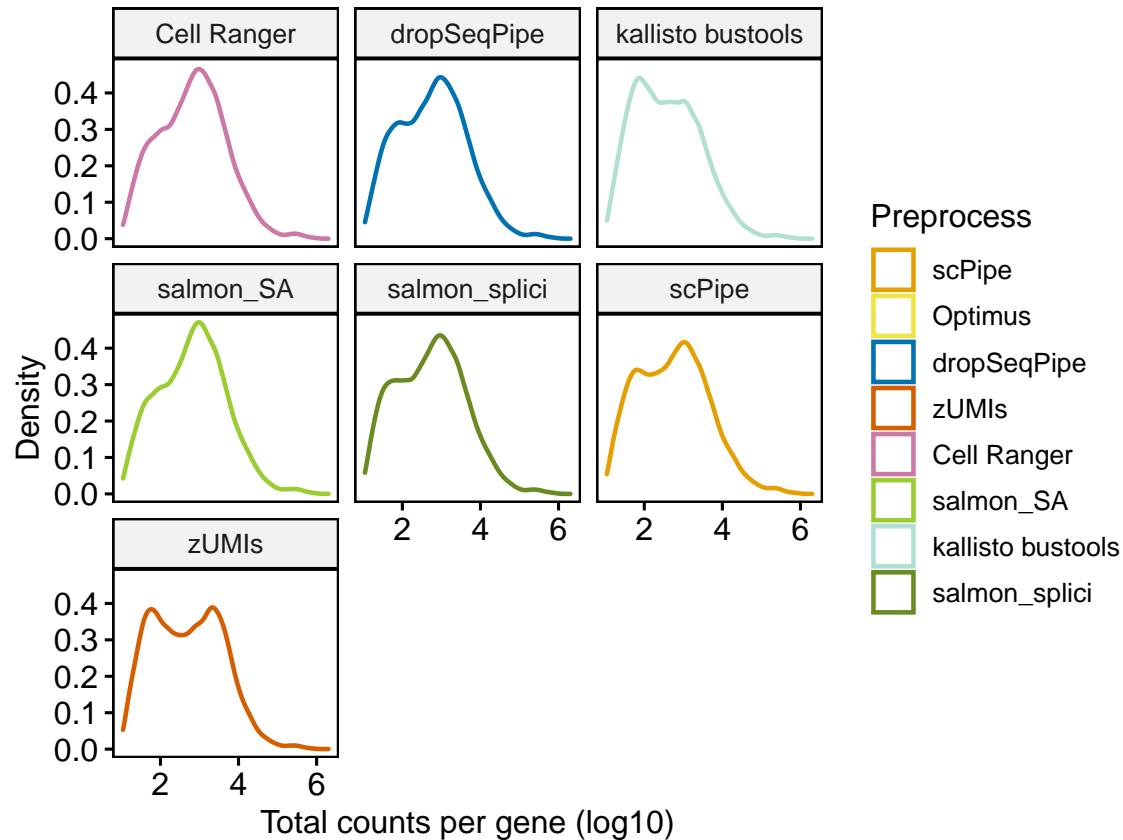 Cell Ranger
dropSeqPipe
kallisto bustools
0.4
0.3
0.2
0.1
0.0
salmon_SA
salmon_splici
scPipe
0.4
0.3
0.2
0.1
0.0
2 4 6
2 4 6
zUMIs
0.4
0.3
0.2
0.1
0.0
2 4 6
Density
Total counts per gene (log10)
Preprocess
scPipe
Optimus
dropSeqPipe
zUMIs
Cell Ranger
salmon_SA
kallisto bustools
salmon_splici